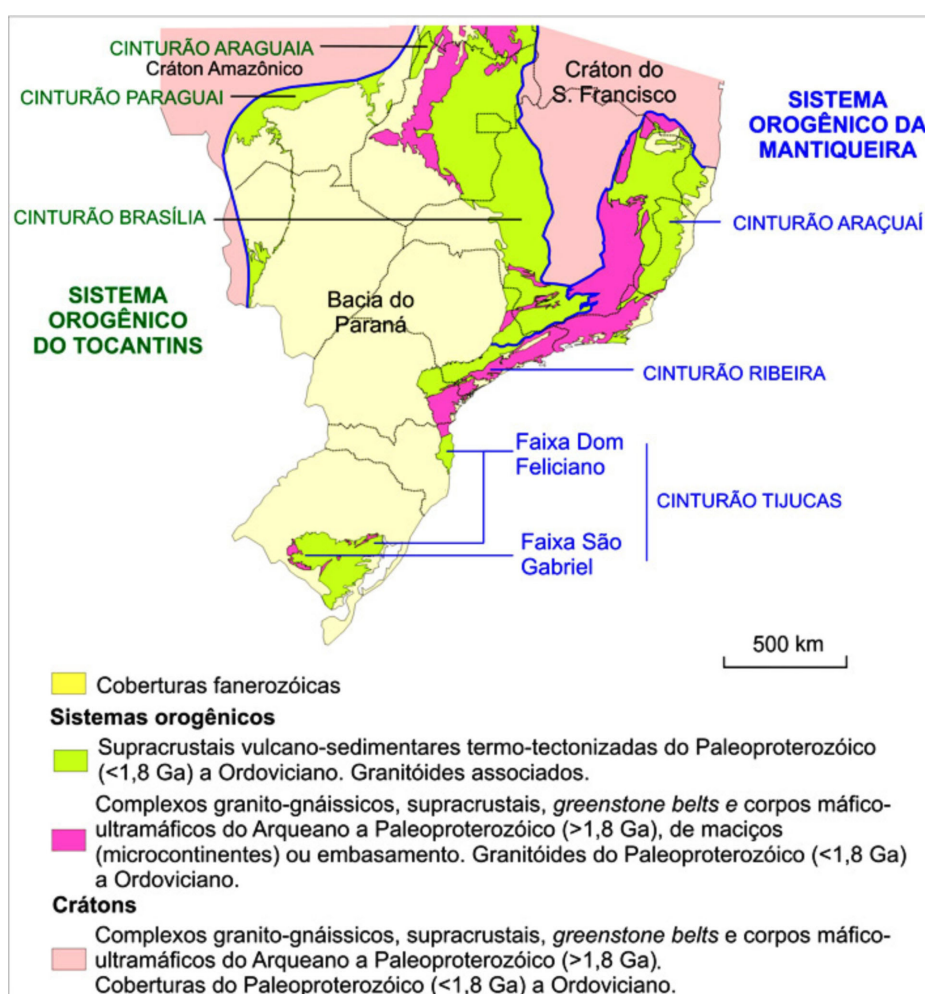 CINTURÃO ARAGUAIA
Cráton Amazônico
CINTURÃO PARAGUAI
Cráton do
S. Francisco
SISTEMA
OROGÊNICO DA
MANTIQUEIRA
CINTURÃO BRASÍLIA
CINTURÃO ARAÇUAÍ
SISTEMA
OROGÊNICO
DO TOCANTINS
Bacia do
Paraná
CINTURÃO RIBEIRA
Faixa Dom
Feliciano
CINTURÃO TIJUCAS
Faixa São
Gabriel
500 km
Coberturas fanerozóicas
Sistemas orogênicos
Supracrustais vulcano-sedimentares termo-tectonizadas do Paleoproterozóico
(<1,8 Ga) a Ordoviciano. Granitóides associados.
Complexos granito-gnáissicos, supracrustais, greenstone belts e corpos máfico-
ultramáficos do Arqueano a Paleoproterozóico (>1,8 Ga), de maciços
(microcontinentes) ou embasamento. Granitóides do Paleoproterozóico (<1,8 Ga)
a Ordoviciano.
Crátons
Complexos granito-gnáissicos, supracrustais, greenstone belts e corpos máfico-
ultramáficos do Arqueano a Paleoproterozóico (>1,8 Ga).
Coberturas do Paleoproterozóico (<1,8 Ga) a Ordoviciano.